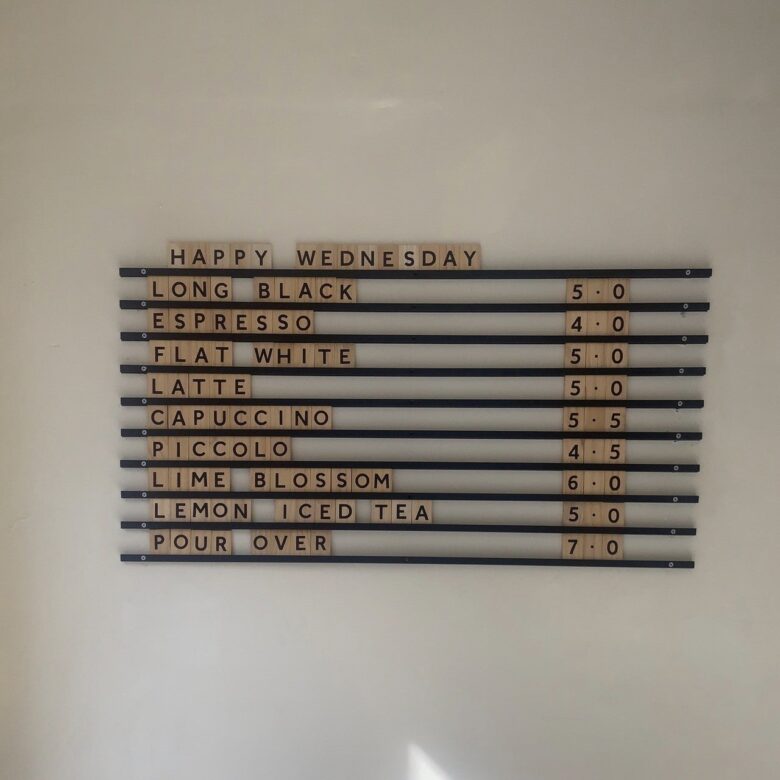 HAPPY WEDNESDAY
LONG BLACK 5·0
ESPRESSO 4·0
FLAT WHITE 5·0
LATTE 5·0
CAPUCCINO 5·5
PICCOLO 4·5
LIME BLOSSOM 6·0
LEMON ICED TEA 5·0
POUR OVER 7·0